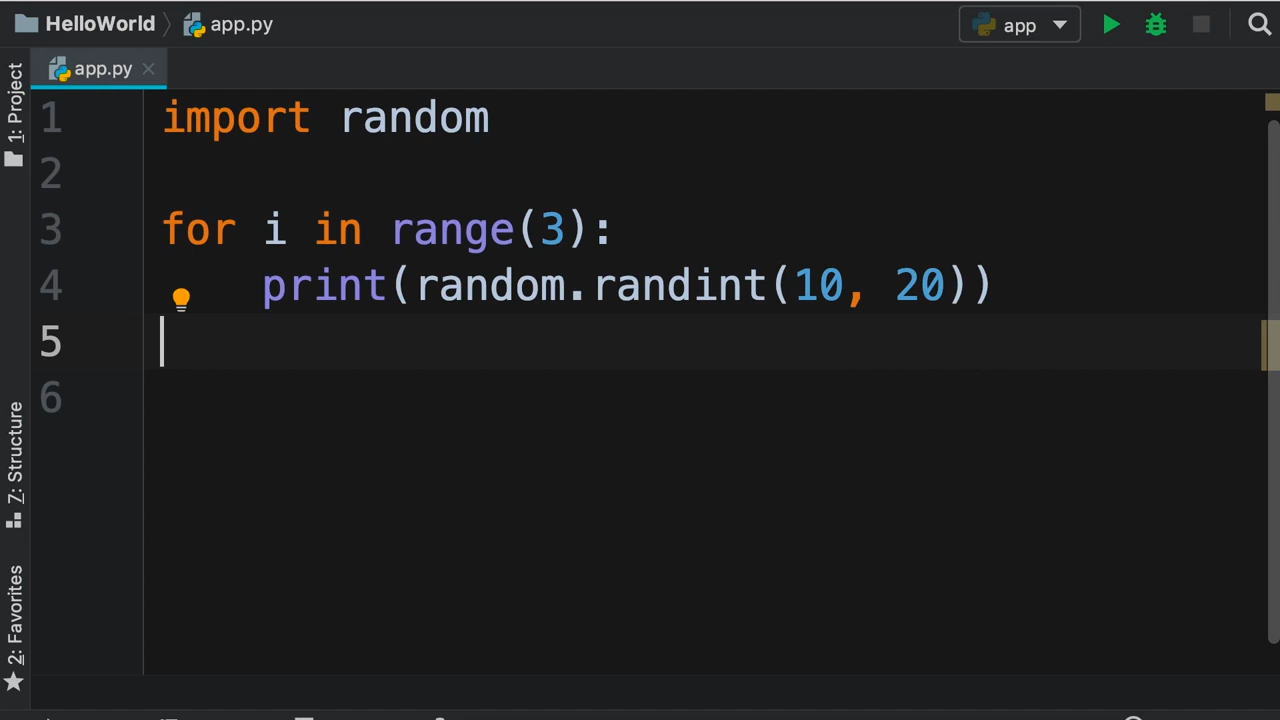 HelloWorld app.py app
app.py
1: Project
7: Structure
2: Favorites
1 import random
2
3 for i in range(3):
4     print(random.randint(10, 20))
5
6